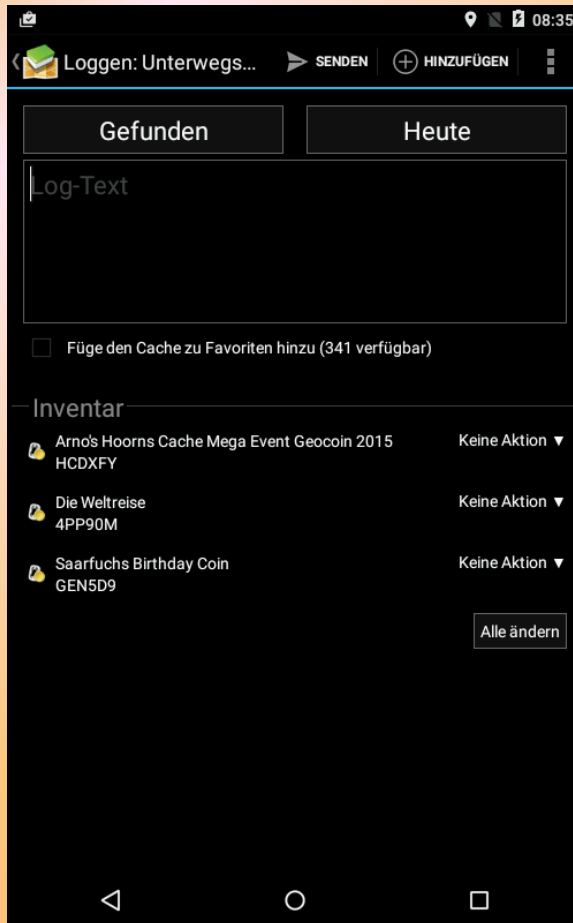 08:35
Loggen: Unterwegs... SENDEN HINZUFÜGEN
Gefunden Heute
Log-Text
Füge den Cache zu Favoriten hinzu (341 verfügbar)
Inventar
Arno's Hoorns Cache Mega Event Geocoin 2015 Keine Aktion ▼
HCDXFY
Die Weltreise Keine Aktion ▼
4PP90M
Saarfuchs Birthday Coin Keine Aktion ▼
GEN5D9
Alle ändern